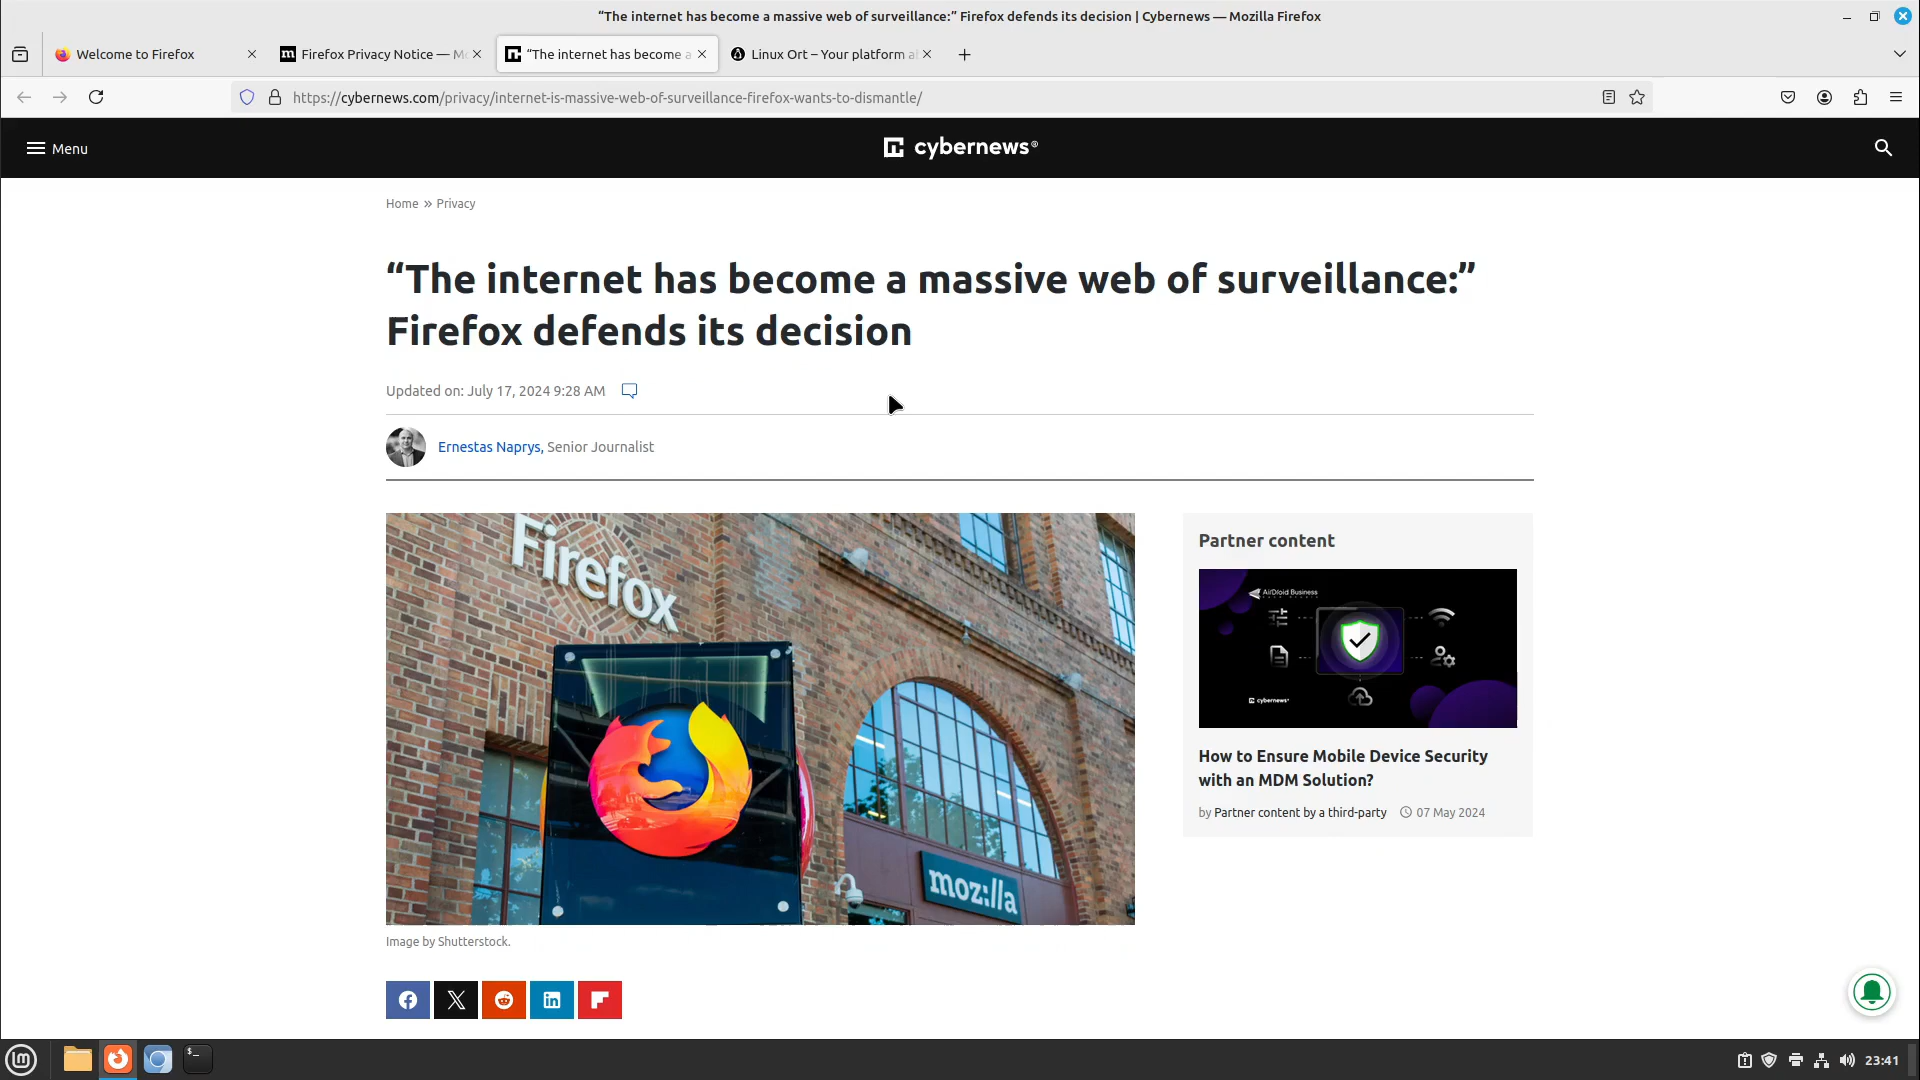 “The internet has become a massive web of surveillance:” Firefox defends its decision | Cybernews — Mozilla Firefox
Welcome to Firefox
Firefox Privacy Notice — Mo
“The internet has become a
Linux Ort – Your platform a
https://cybernews.com/privacy/internet-is-massive-web-of-surveillance-firefox-wants-to-dismantle/
Menu
cybernews®
Home » Privacy
“The internet has become a massive web of surveillance:”
Firefox defends its decision
Updated on: July 17, 2024 9:28 AM
Ernestas Naprys, Senior Journalist
Firefox
moz://a
Image by Shutterstock.
Partner content
AirDroid Business
cybernews®
How to Ensure Mobile Device Security
with an MDM Solution?
by Partner content by a third-party 07 May 2024
23:41